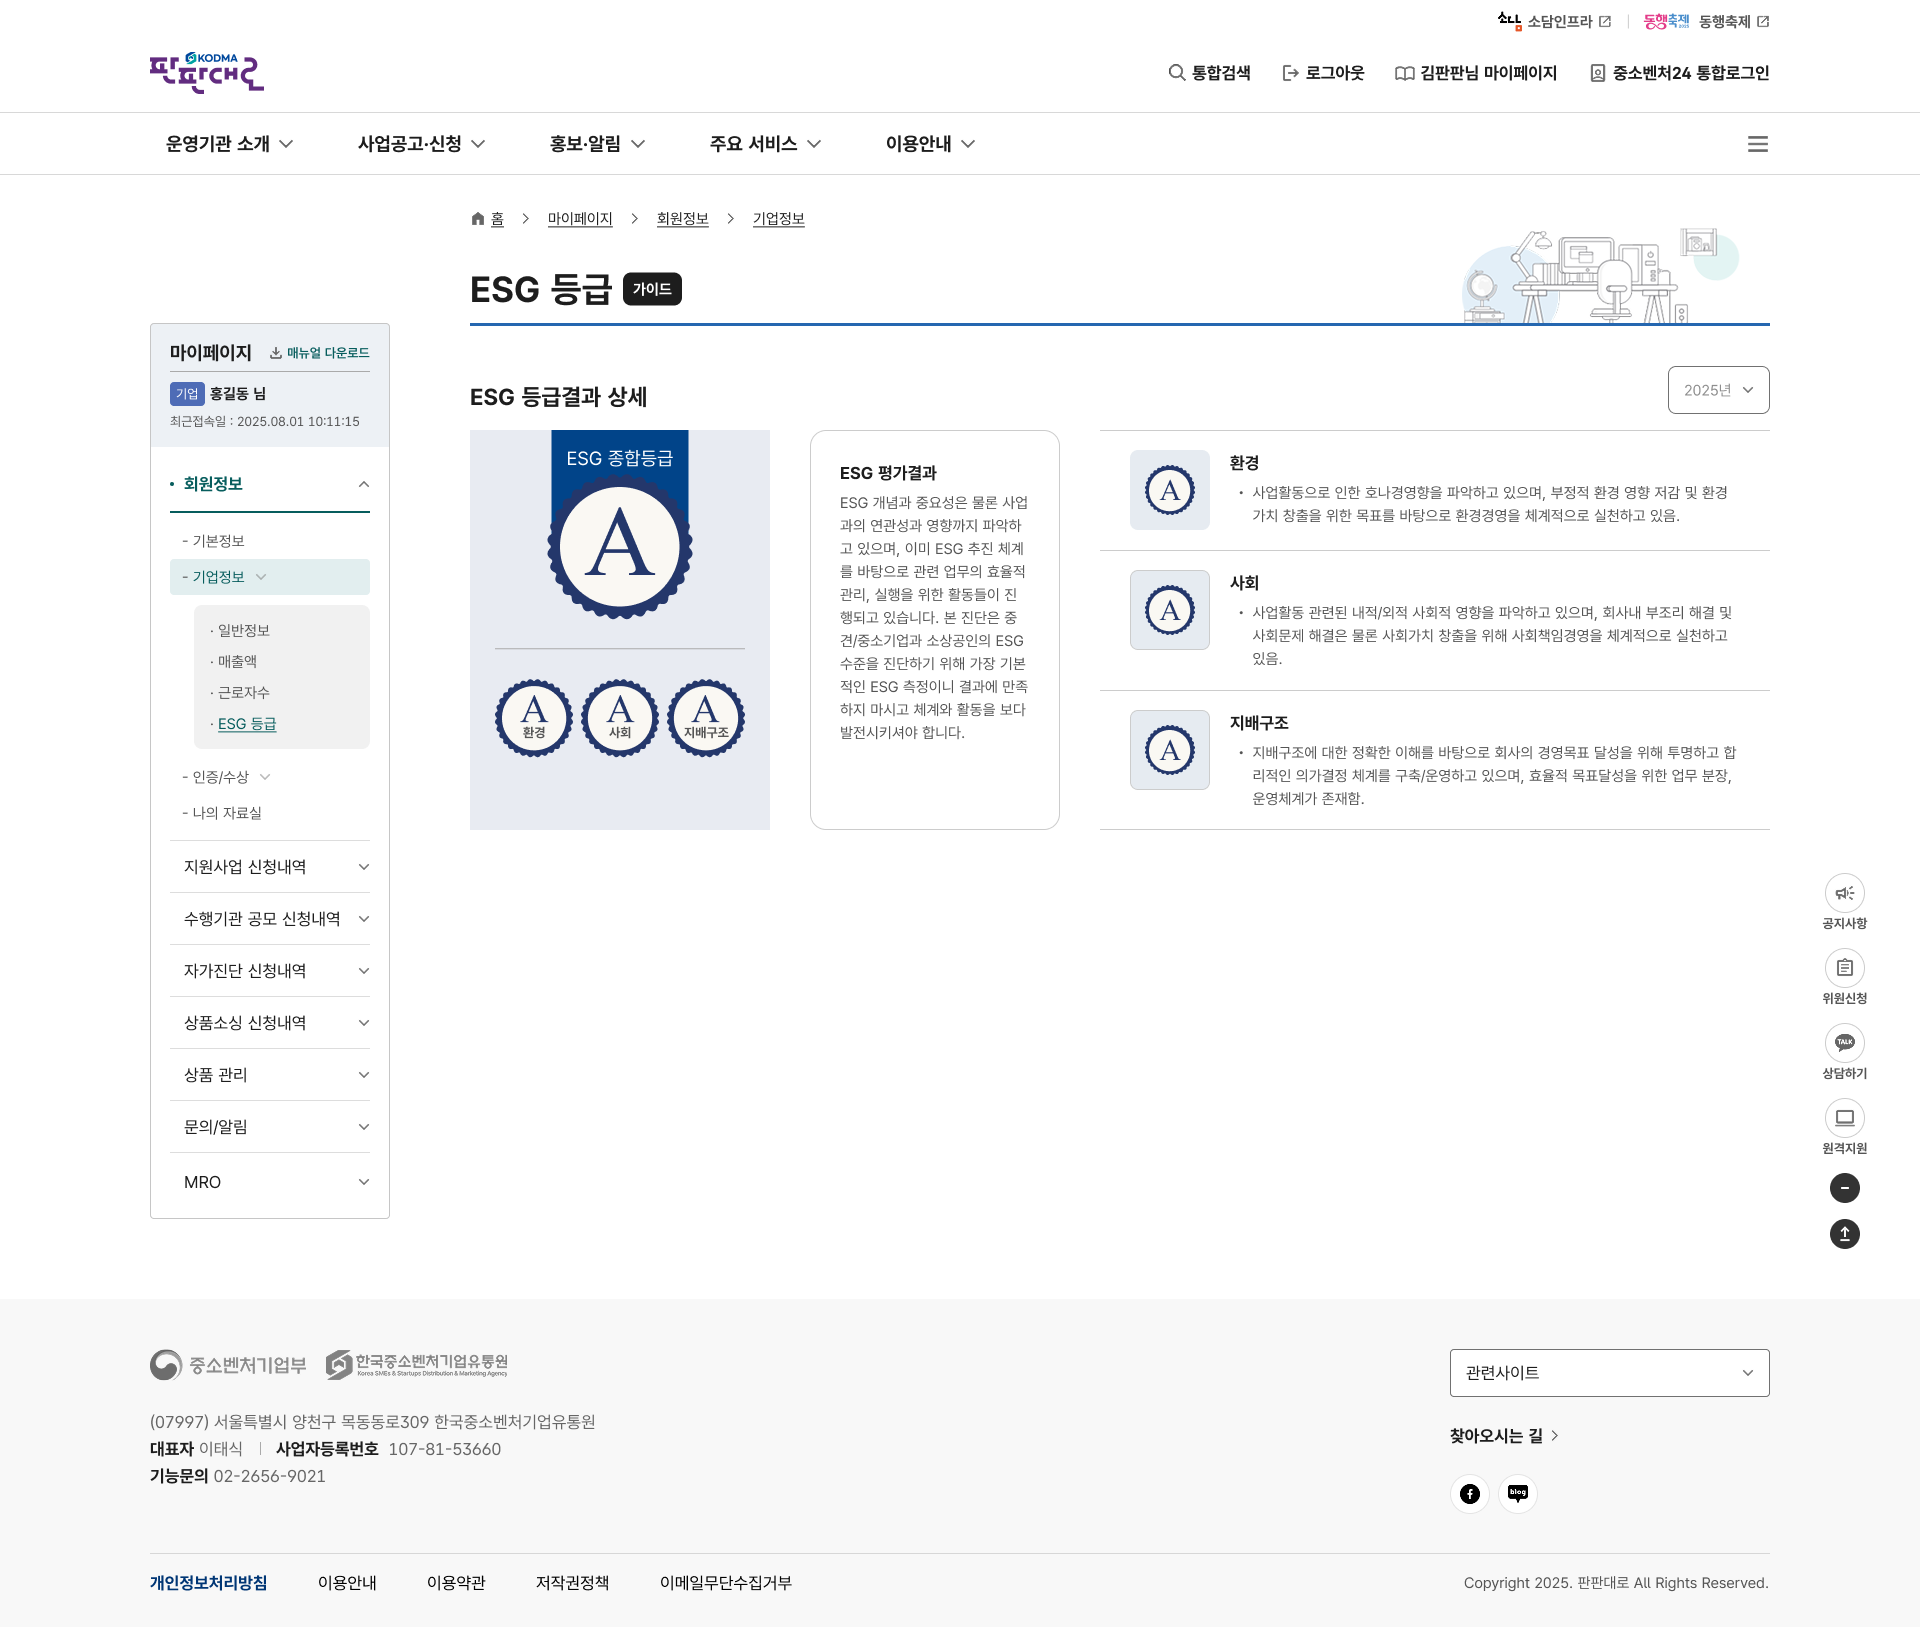 소담
소담인프라
동행축제 2025
동행축제
KODMA
판판대로
통합검색
로그아웃
김판판님 마이페이지
중소벤처24 통합로그인
운영기관 소개
사업공고·신청
홍보·알림
주요 서비스
이용안내
홈
마이페이지
회원정보
기업정보
ESG 등급
가이드
마이페이지
매뉴얼 다운로드
기업 홍길동 님
최근접속일 : 2025.08.01 10:11:15
• 회원정보
- 기본정보
- 기업정보
· 일반정보
· 매출액
· 근로자수
· ESG 등급
- 인증/수상
- 나의 자료실
지원사업 신청내역
수행기관 공모 신청내역
자가진단 신청내역
상품소싱 신청내역
상품 관리
문의/알림
MRO
ESG 등급결과 상세
2025년
ESG 종합등급
A
A
환경
A
사회
A
지배구조
ESG 평가결과
ESG 개념과 중요성은 물론 사업
과의 연관성과 영향까지 파악하
고 있으며, 이미 ESG 추진 체계
를 바탕으로 관련 업무의 효율적
관리, 실행을 위한 활동들이 진
행되고 있습니다. 본 진단은 중
견/중소기업과 소상공인의 ESG
수준을 진단하기 위해 가장 기본
적인 ESG 측정이니 결과에 만족
하지 마시고 체계와 활동을 보다
발전시키셔야 합니다.
A
환경
• 사업활동으로 인한 호나경영향을 파악하고 있으며, 부정적 환경 영향 저감 및 환경
가치 창출을 위한 목표를 바탕으로 환경경영을 체계적으로 실천하고 있음.
A
사회
• 사업활동 관련된 내적/외적 사회적 영향을 파악하고 있으며, 회사내 부조리 해결 및
사회문제 해결은 물론 사회가치 창출을 위해 사회책임경영을 체계적으로 실천하고
있음.
A
지배구조
• 지배구조에 대한 정확한 이해를 바탕으로 회사의 경영목표 달성을 위해 투명하고 합
리적인 의가결정 체계를 구축/운영하고 있으며, 효율적 목표달성을 위한 업무 분장,
운영체계가 존재함.
공지사항
위원신청
TALK
상담하기
원격지원
중소벤처기업부
한국중소벤처기업유통원
Korea SMEs & Startups Distribution & Marketing Agency
(07997) 서울특별시 양천구 목동동로309 한국중소벤처기업유통원
대표자 이태식 | 사업자등록번호 107-81-53660
기능문의 02-2656-9021
관련사이트
찾아오시는 길
blog
개인정보처리방침
이용안내
이용약관
저작권정책
이메일무단수집거부
Copyright 2025. 판판대로 All Rights Reserved.